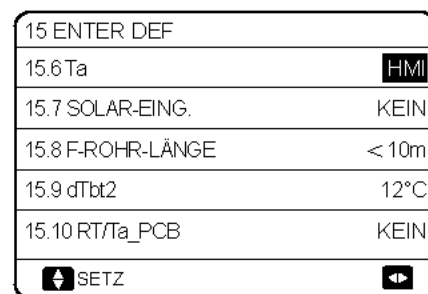 15 ENTER DEF
15.6 Ta HMI
15.7 SOLAR-EING. KEIN
15.8 F-ROHR-LÄNGE <10m
15.9 dTbt2 12°C
15.10 RT/Ta_PCB KEIN
SETZ